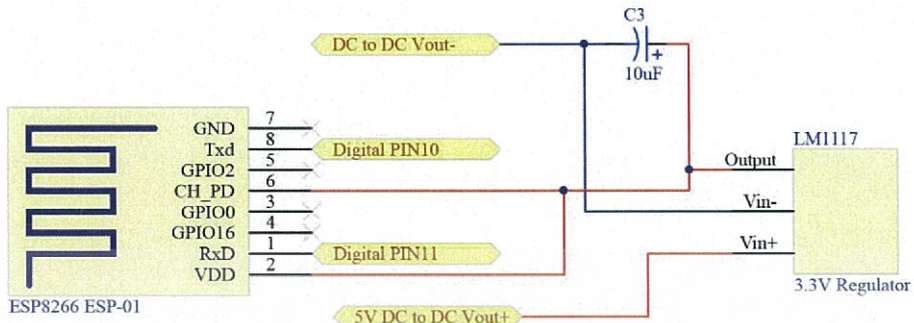 C3
DC to DC Vout-
+
10uF
7
GND
8
Txd
Digital PIN10
5
GPIO2
6
CH_PD
3
GPIO0
4
GPIO16
1
RxD
Digital PIN11
2
VDD
ESP8266 ESP-01
LM1117
Output
Vin-
Vin+
3.3V Regulator
5V DC to DC Vout+